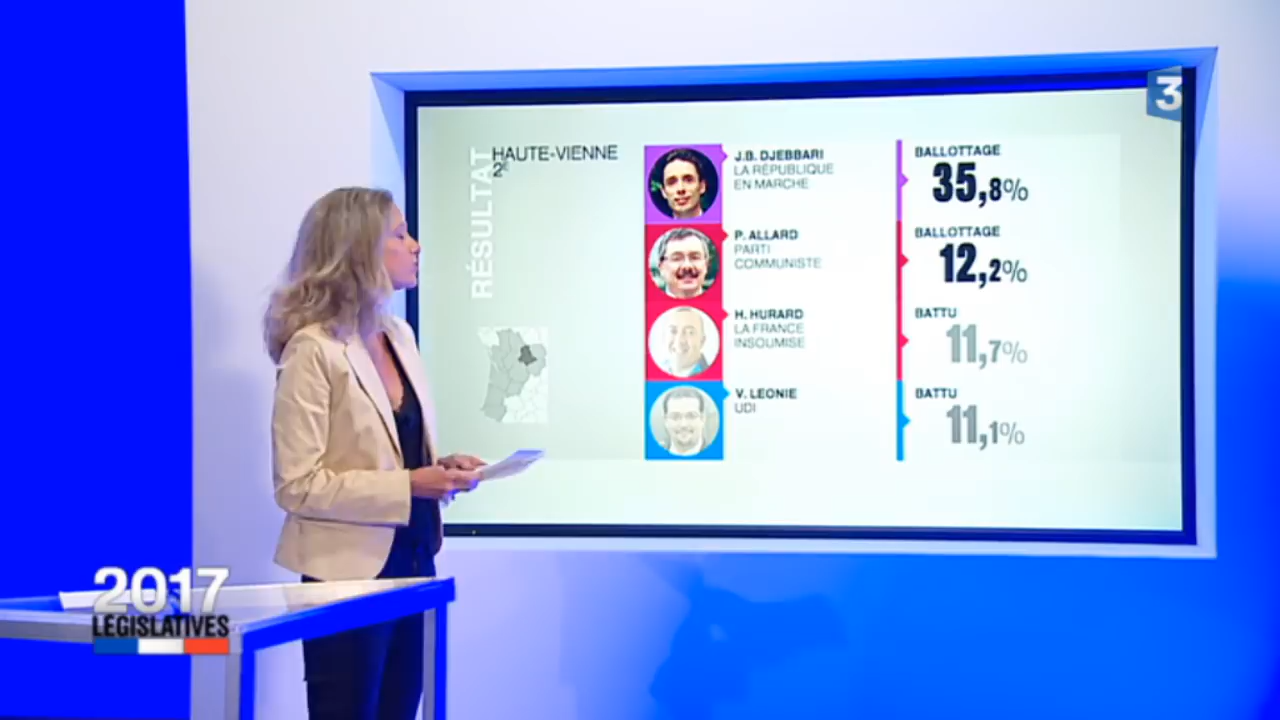 3
RÉSULTAT
HAUTE-VIENNE
2e
J.B. DJEBBARI
LA RÉPUBLIQUE
EN MARCHE
BALLOTTAGE
35,8%
P. ALLARD
PARTI
COMMUNISTE
BALLOTTAGE
12,2%
H. HURARD
LA FRANCE
INSOUMISE
BATTU
11,7%
V. LEONIE
UDI
BATTU
11,1%
2017
LEGISLATIVES